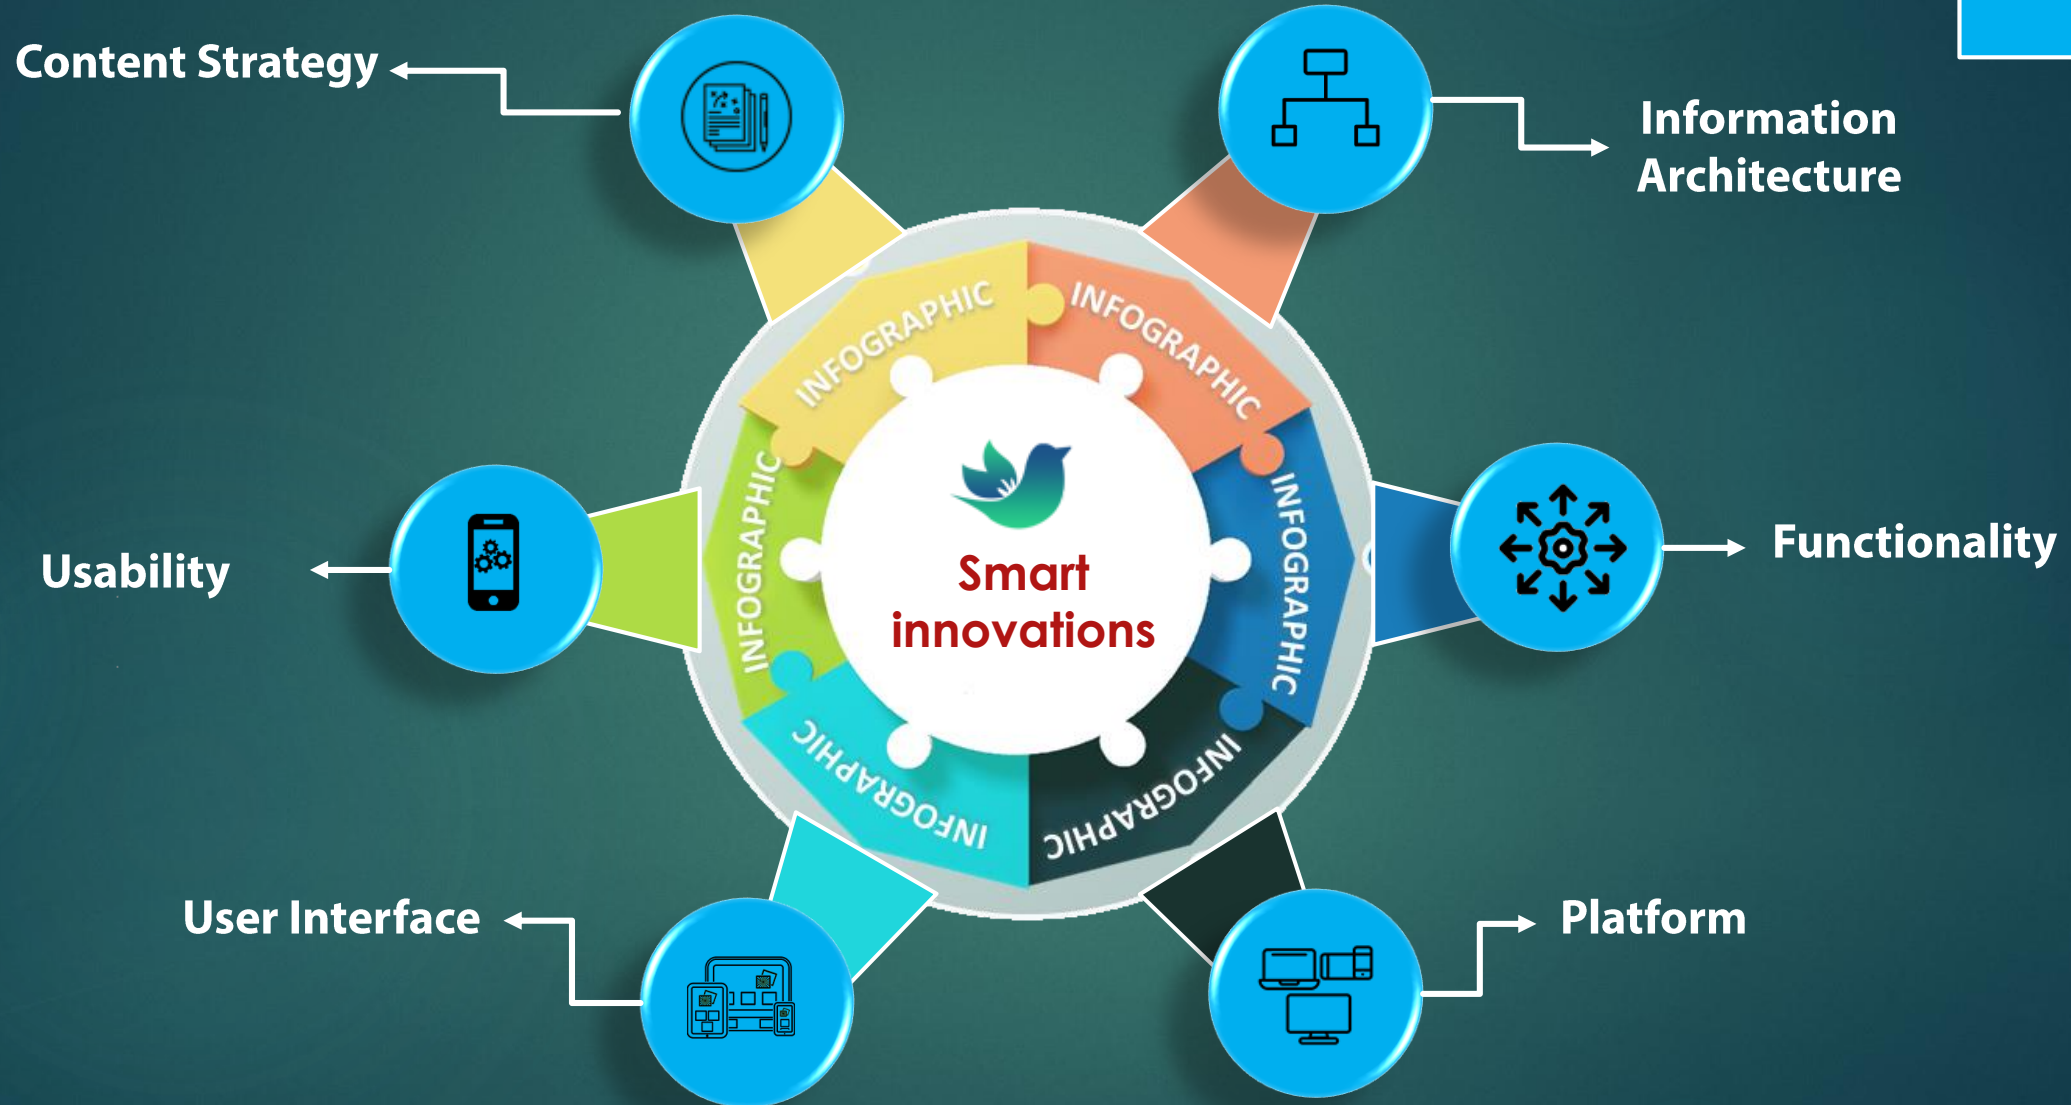 Content Strategy
Information
Architecture
INFOGRAPHIC
INFOGRAPHIC
INFOGRAPHIC
INFOGRAPHIC
Smart
innovations
Usability
Functionality
INFOGRAPHIC
INFOGRAPHIC
User Interface
Platform